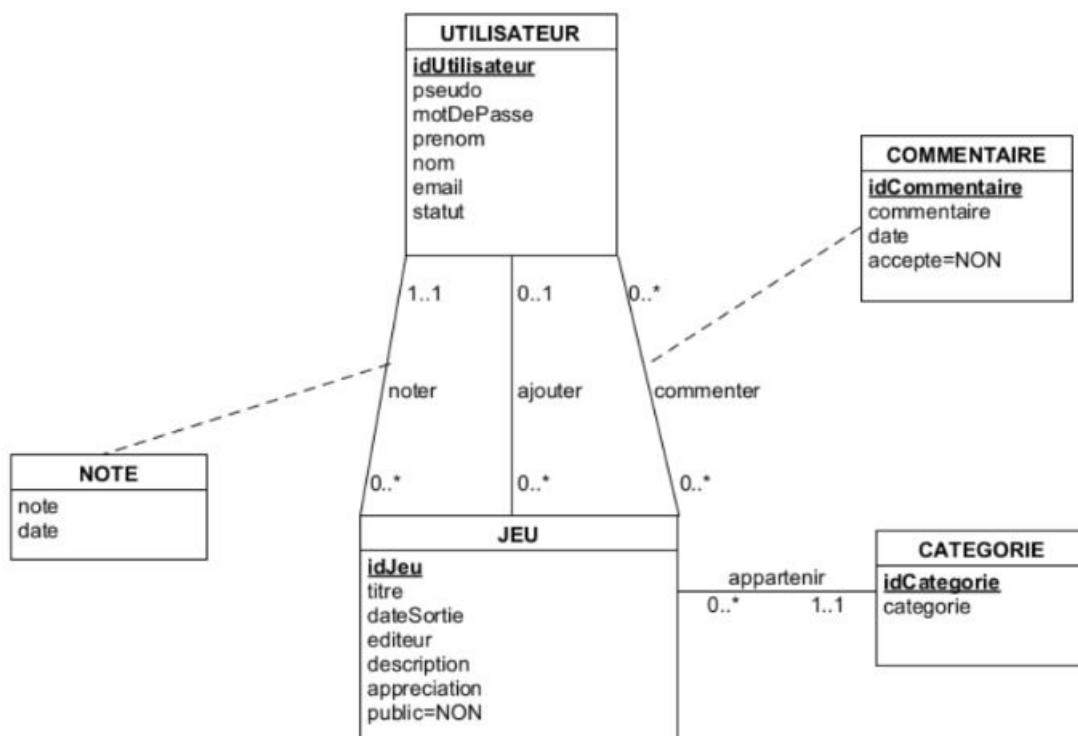 UTILISATEUR
idUtilisateur
pseudo
motDePasse
prenom
nom
email
statut
COMMENTAIRE
idCommentaire
commentaire
date
accepte=NON
1..1
0..1
0..*
noter
ajouter
commenter
NOTE
note
date
0..*
0..*
0..*
JEU
idJeu
titre
dateSortie
editeur
description
appreciation
public=NON
appartenir
0..*
1..1
CATEGORIE
idCategorie
categorie